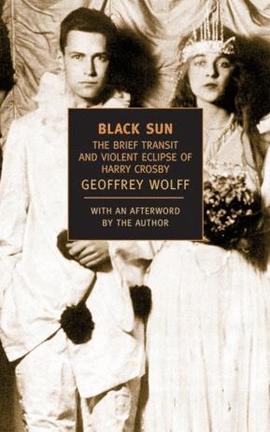 BLACK SUN
THE BRIEF TRANSIT
AND VIOLENT ECLIPSE OF
HARRY CROSBY
GEOFFREY WOLFF
WITH AN AFTERWORD
BY THE AUTHOR